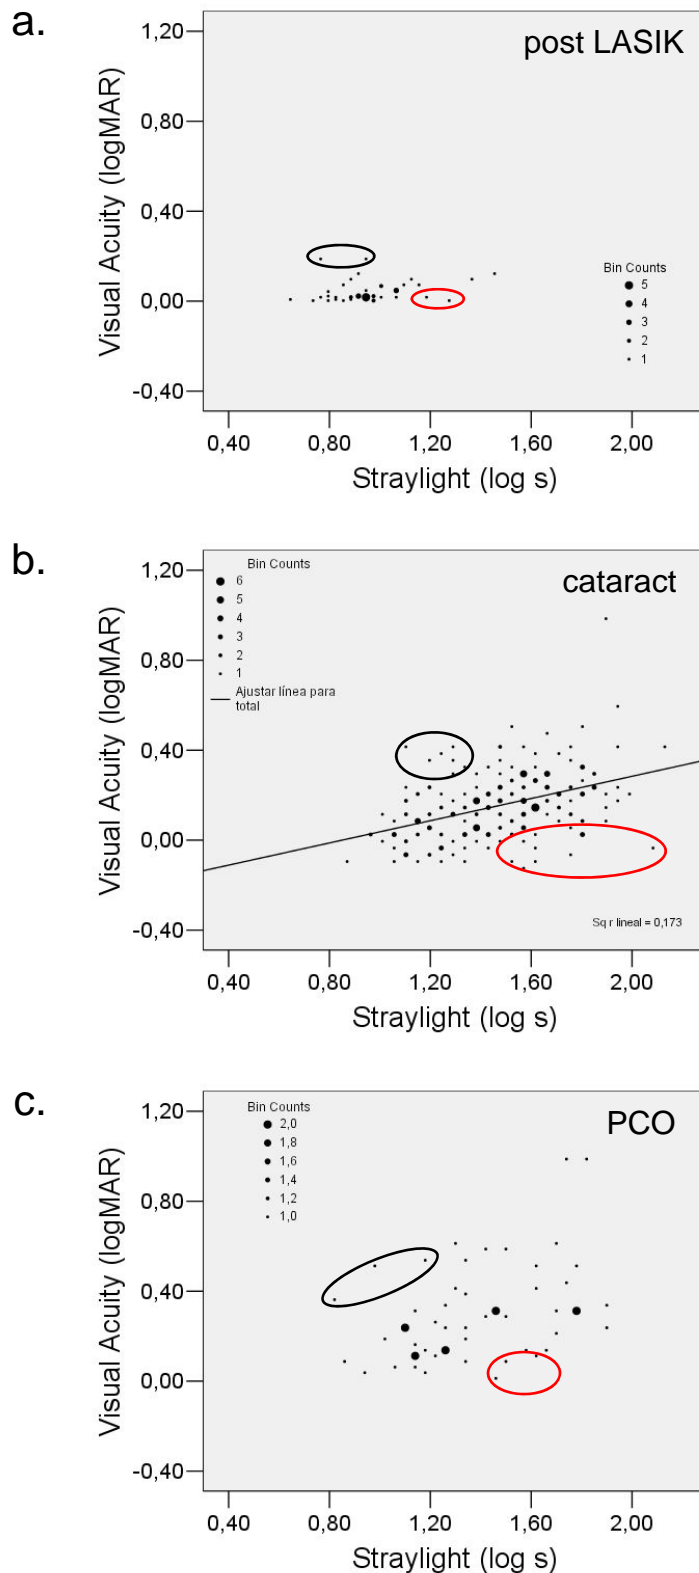 a.
post LASIK
1,20
0,80
0,40
0,00
-0,40
Visual Acuity (logMAR)
Bin Counts
5
4
3
2
1
0,40 0,80 1,20 1,60 2,00
Straylight (log s)
b.
cataract
Bin Counts
6
5
4
3
2
1
Ajustar línea para
total
1,20
0,80
0,40
0,00
-0,40
Visual Acuity (logMAR)
Sq r lineal = 0,173
0,40 0,80 1,20 1,60 2,00
Straylight (log s)
c.
PCO
Bin Counts
2,0
1,8
1,6
1,4
1,2
1,0
1,20
0,80
0,40
0,00
-0,40
Visual Acuity (logMAR)
0,40 0,80 1,20 1,60 2,00
Straylight (log s)